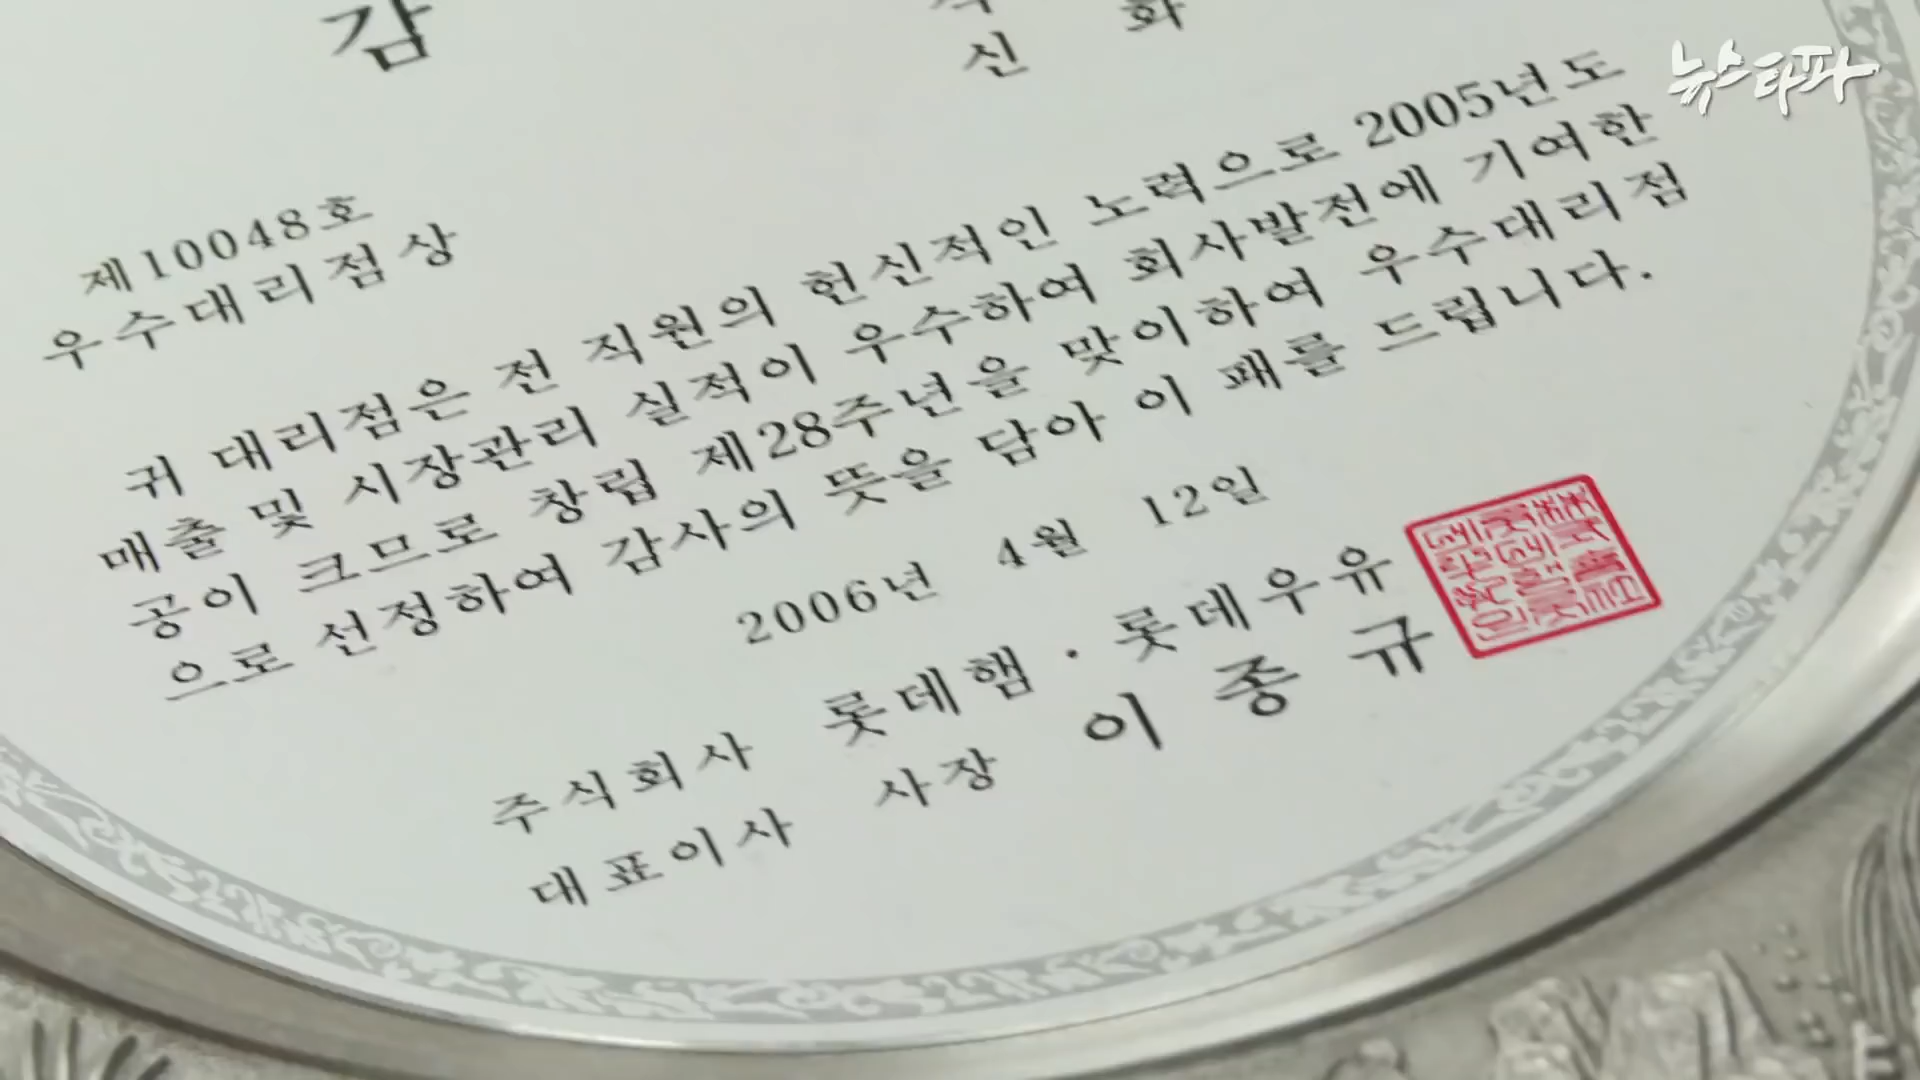 감
신 화
제10048호
우수대리점상
귀 대리점은 전 직원의 헌신적인 노력으로 2005년도
매출 및 시장관리 실적이 우수하여 회사발전에 기여한
공이 크므로 창립 제28주년을 맞이하여 우수대리점
으로 선정하여 감사의 뜻을 담아 이 패를 드립니다.
2006년 4월 12일
주식회사 롯데햄·롯데우유
대표이사 사장 이종규
뉴스타파